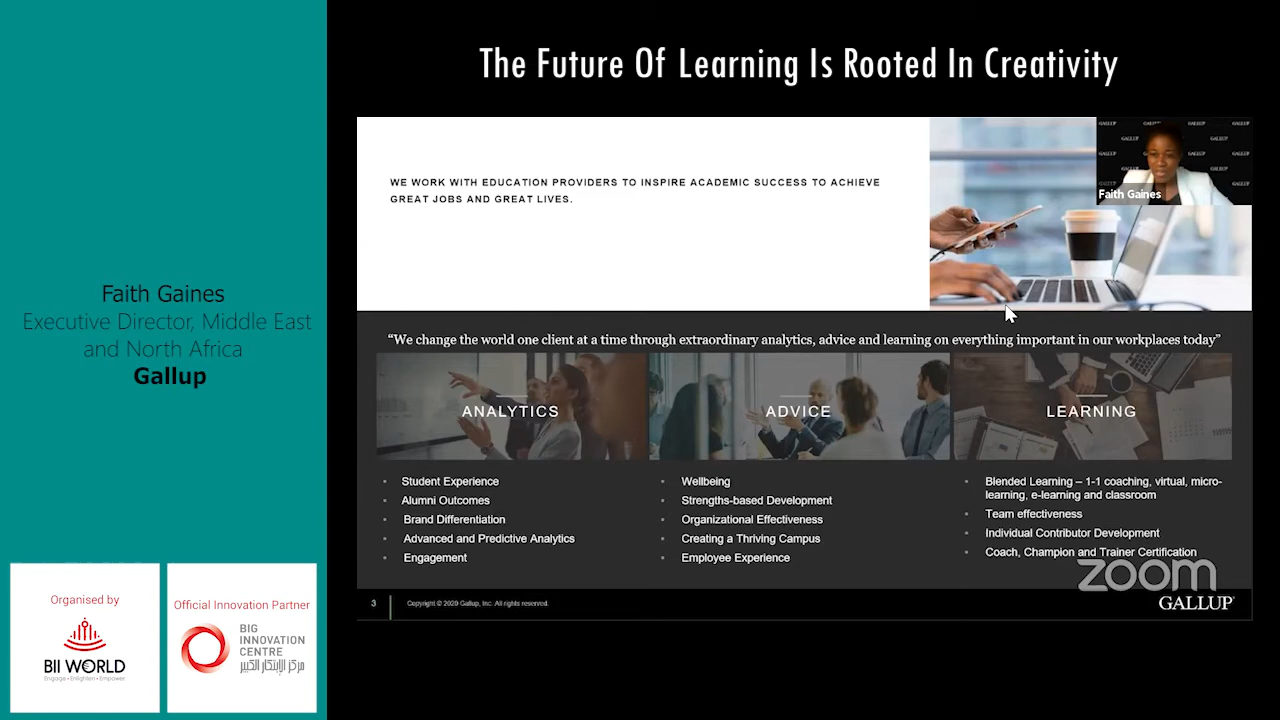 The Future Of Learning Is Rooted In Creativity
Faith Gaines
Executive Director, Middle East
and North Africa
Gallup
Organised by
BII WORLD
Engage • Enlighten • Empower
Official Innovation Partner
BIG
INNOVATION
CENTRE
مركز الإبتكار الكبير
WE WORK WITH EDUCATION PROVIDERS TO INSPIRE ACADEMIC SUCCESS TO ACHIEVE
GREAT JOBS AND GREAT LIVES.
GALLUP
Faith Gaines
“We change the world one client at a time through extraordinary analytics, advice and learning on everything important in our workplaces today”
ANALYTICS
Student Experience
Alumni Outcomes
Brand Differentiation
Advanced and Predictive Analytics
Engagement
ADVICE
Wellbeing
Strengths-based Development
Organizational Effectiveness
Creating a Thriving Campus
Employee Experience
LEARNING
Blended Learning – 1-1 coaching, virtual, micro-
learning, e-learning and classroom
Team effectiveness
Individual Contributor Development
Coach, Champion and Trainer Certification
zoom
3
Copyright © 2020 Gallup, Inc. All rights reserved.
GALLUP